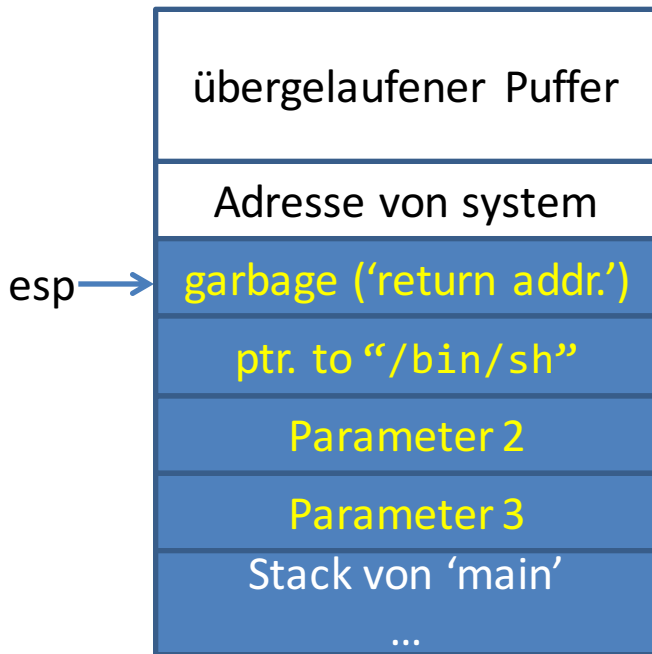 übergelaufener Puffer
Adresse von system
esp
garbage (‘return addr.’)
ptr. to “/bin/sh”
Parameter 2
Parameter 3
Stack von ‘main’
…